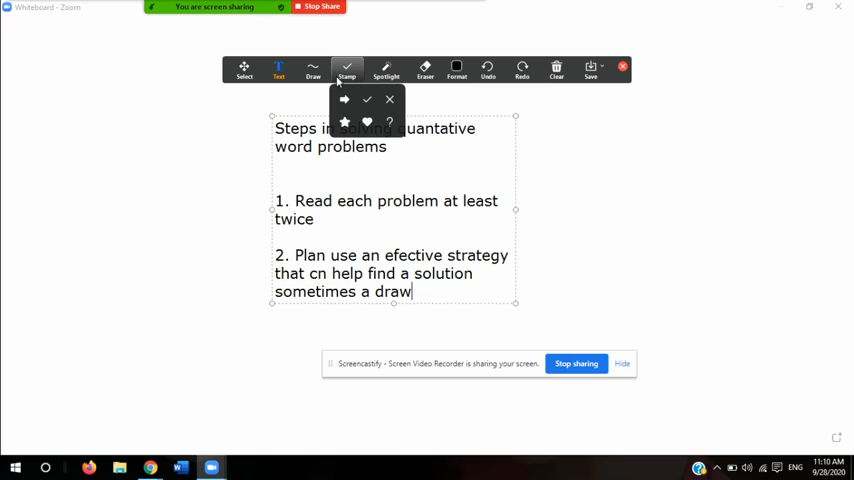 Whiteboard - Zoom
You are screen sharing
Stop Share
Select
Text
Draw
Stamp
Spotlight
Eraser
Format
Undo
Redo
Clear
Save
Steps in solving quantative
word problems
1. Read each problem at least
twice
2. Plan use an efective strategy
that cn help find a solution
sometimes a draw
Screencastify - Screen Video Recorder is sharing your screen.
Stop sharing
Hide
ENG
11:10 AM
9/28/2020